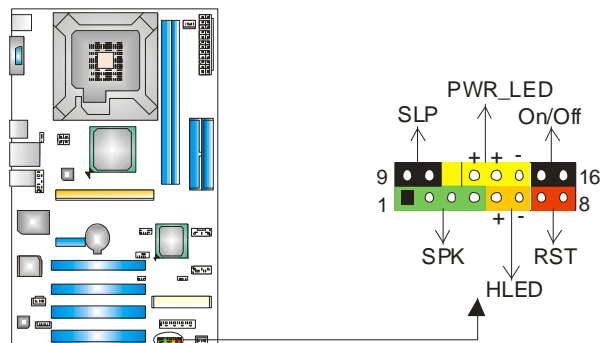 PWR_LED
SLP On/Off
+ + -
9 16
1 8
+ -
SPK RST
HLED